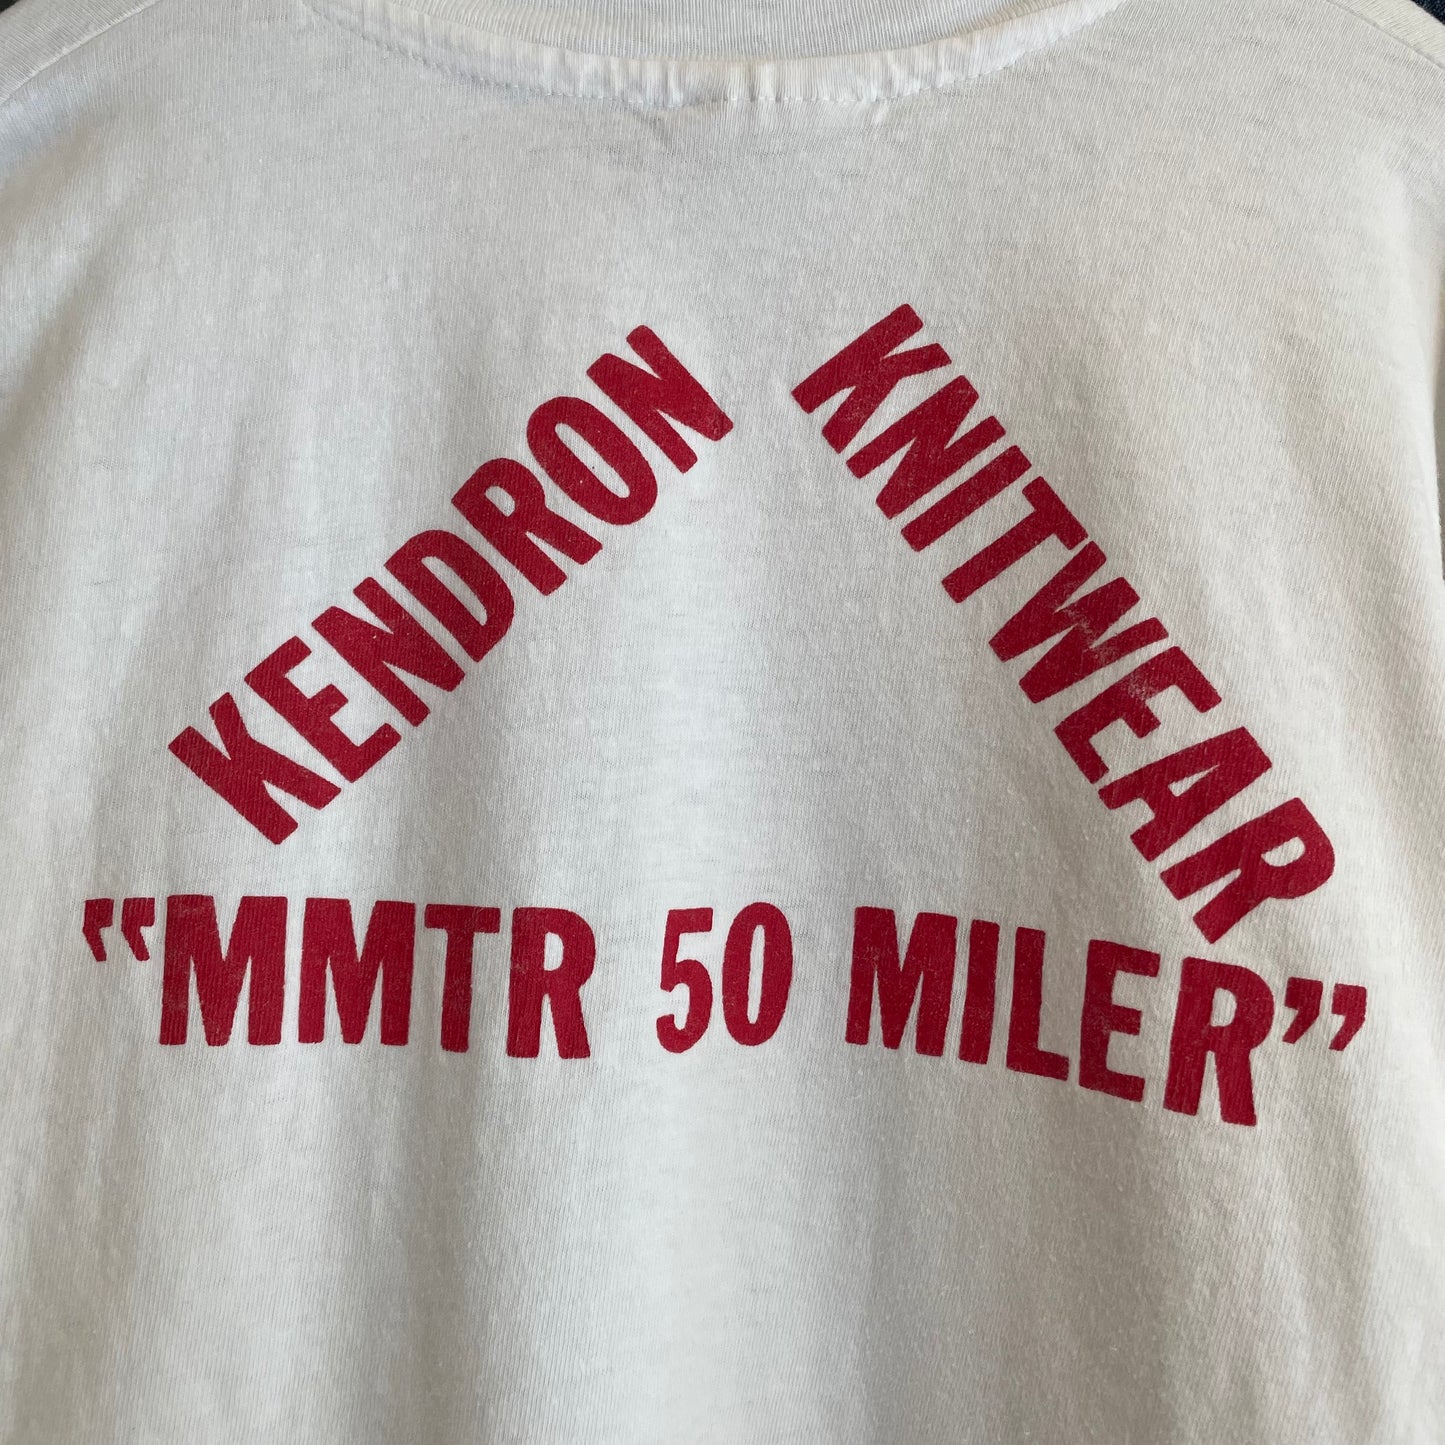 KENDRON
KNITWEAR
“MMTR 50 MILER”